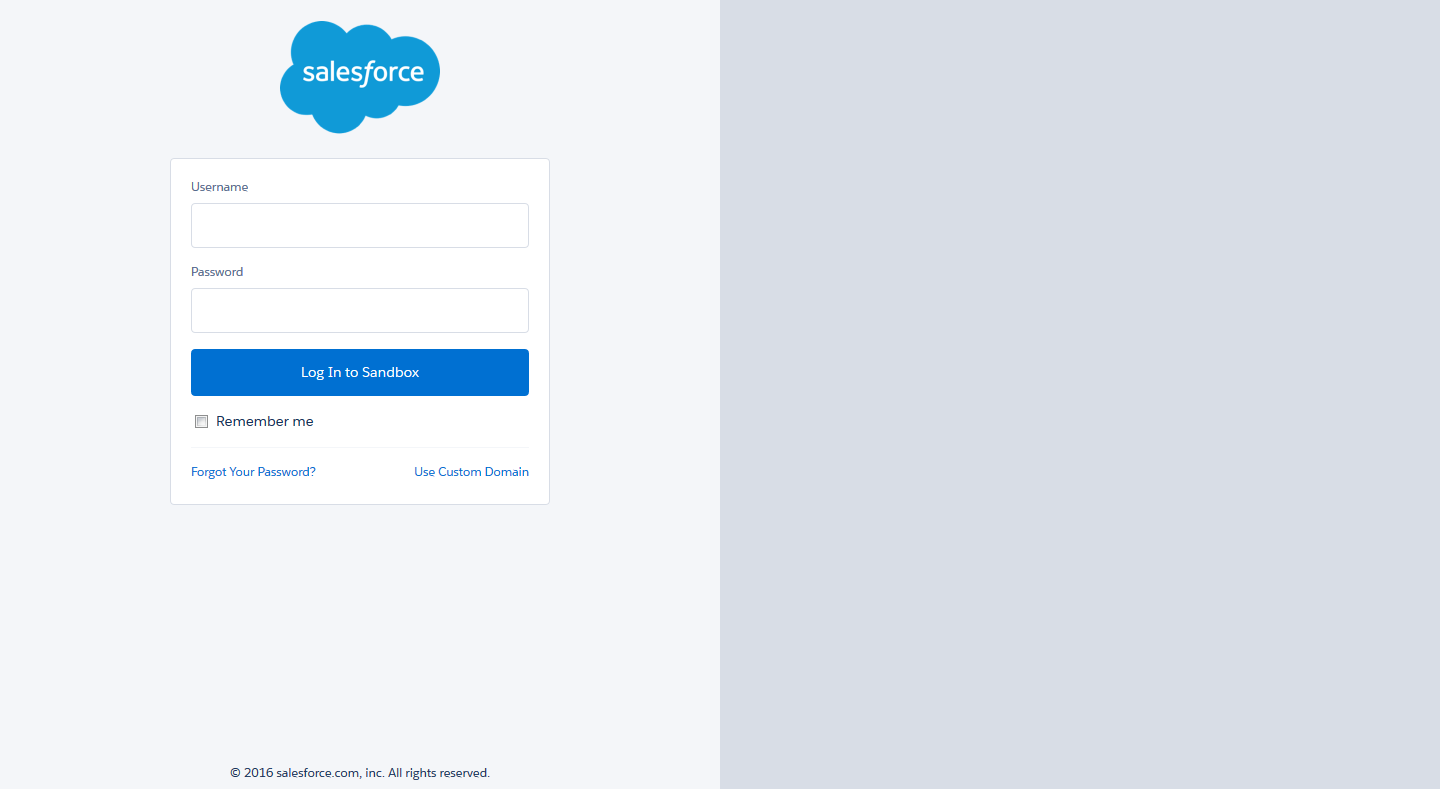 salesforce
Username
Password
Log In to Sandbox
Remember me
Forgot Your Password? Use Custom Domain
© 2016 salesforce.com, inc. All rights reserved.